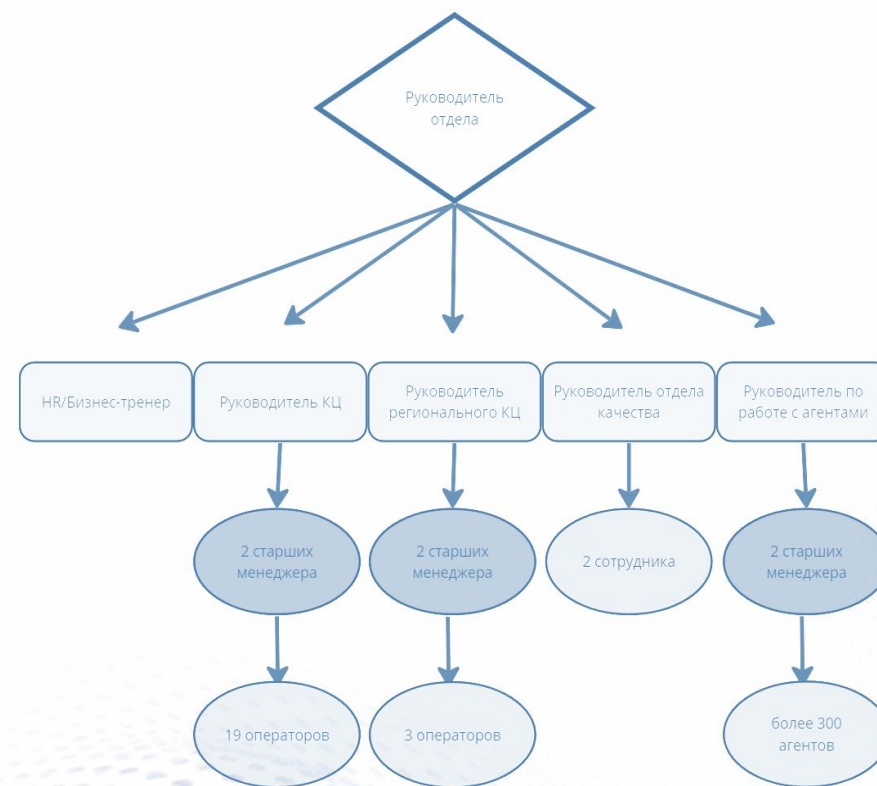 Руководитель
отдела
HR/Бизнес-тренер
Руководитель КЦ
Руководитель
регионального КЦ
Руководитель отдела
качества
Руководитель по
работе с агентами
2 старших
менеджера
2 старших
менеджера
2 сотрудника
2 старших
менеджера
19 операторов
3 операторов
более 300
агентов